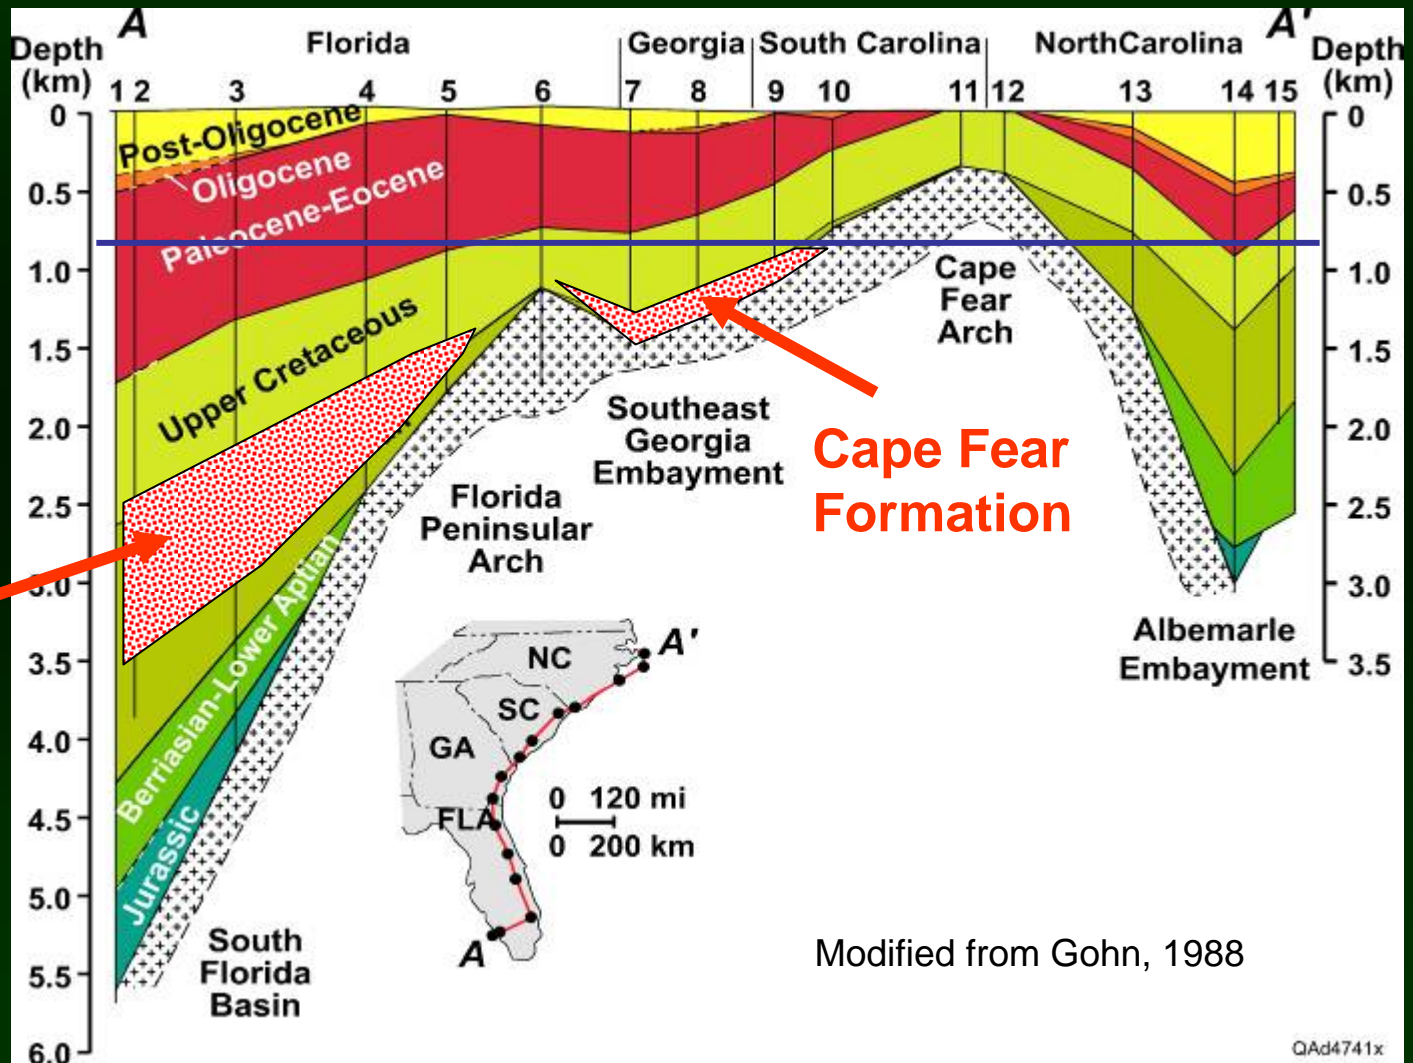 A
A'
Depth
(km)
Florida
Georgia
South Carolina
NorthCarolina
Depth
(km)
1 2 3 4 5 6 7 8 9 10 11 12 13 14 15
0
0.5
1.0
1.5
2.0
2.5
3.0
3.5
4.0
4.5
5.0
5.5
6.0
0
0.5
1.0
1.5
2.0
2.5
3.0
3.5
Post-Oligocene
Oligocene
Paleocene-Eocene
Upper Cretaceous
Berriasian-Lower Aptian
Jurassic
South
Florida
Basin
Florida
Peninsular
Arch
Southeast
Georgia
Embayment
Cape
Fear
Arch
Cape Fear
Formation
Albemarle
Embayment
NC
SC
GA
FLA
A'
A
0 120 mi
0 200 km
Modified from Gohn, 1988
QAd4741x